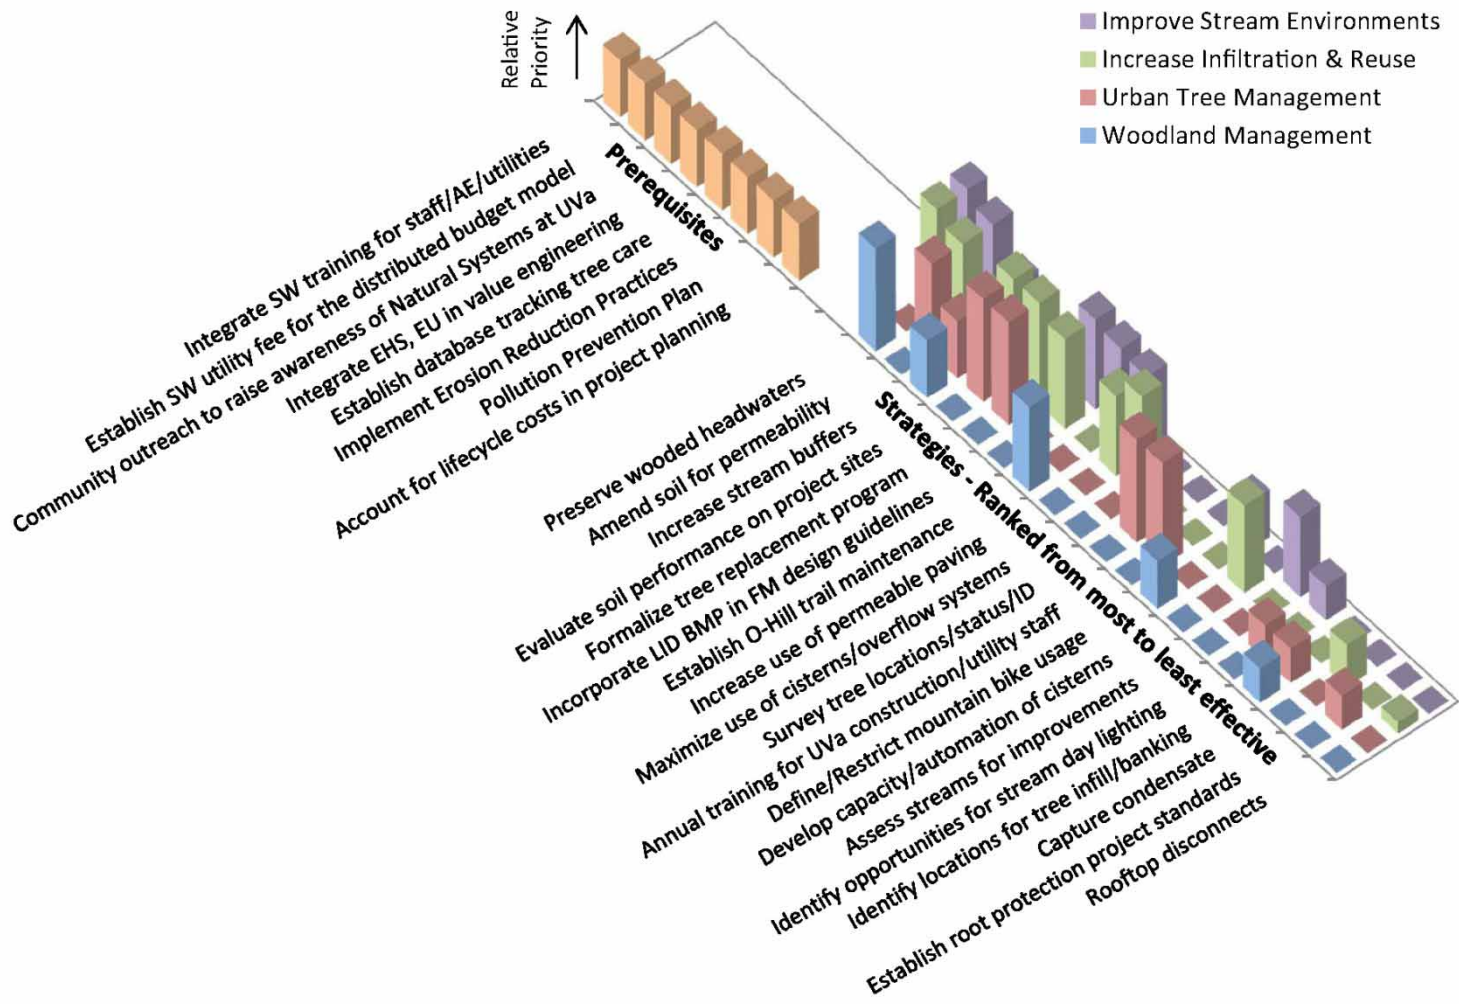 Relative
Priority
Improve Stream Environments
Increase Infiltration & Reuse
Urban Tree Management
Woodland Management
Prerequisites
Integrate SW training for staff/AE/utilities
Establish SW utility fee for the distributed budget model
Community outreach to raise awareness of Natural Systems at UVa
Integrate EHS, EU in value engineering
Establish database tracking tree care
Implement Erosion Reduction Practices
Pollution Prevention Plan
Account for lifecycle costs in project planning
Strategies - Ranked from most to least effective
Preserve wooded headwaters
Amend soil for permeability
Increase stream buffers
Evaluate soil performance on project sites
Formalize tree replacement program
Incorporate LID BMP in FM design guidelines
Establish O-Hill trail maintenance
Increase use of permeable paving
Maximize use of cisterns/overflow systems
Survey tree locations/status/ID
Annual training for UVa construction/utility staff
Define/Restrict mountain bike usage
Develop capacity/automation of cisterns
Assess streams for improvements
Identify opportunities for stream day lighting
Identify locations for tree infill/banking
Capture condensate
Establish root protection project standards
Rooftop disconnects